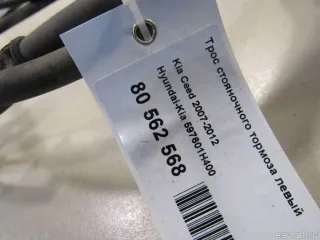 Трос стояночного тормоза левый
Kia Ceed 2007-2012
Hyundai-Kia 597601H400
80 562 568